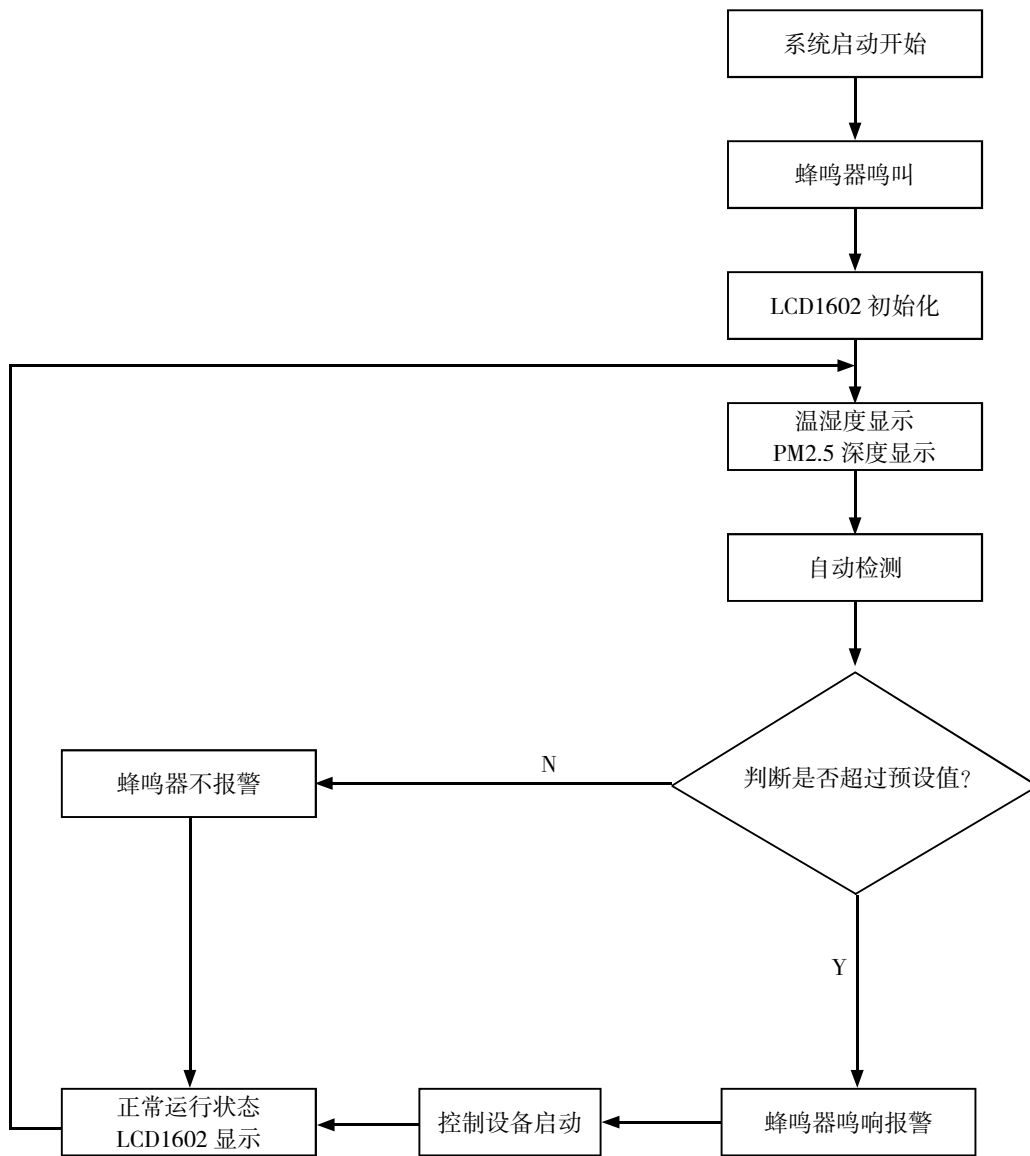 系统启动开始
蜂鸣器鸣叫
LCD1602 初始化
温湿度显示
PM2.5 深度显示
自动检测
判断是否超过预设值?
N
蜂鸣器不报警
Y
正常运行状态
LCD1602 显示
控制设备启动
蜂鸣器鸣响报警